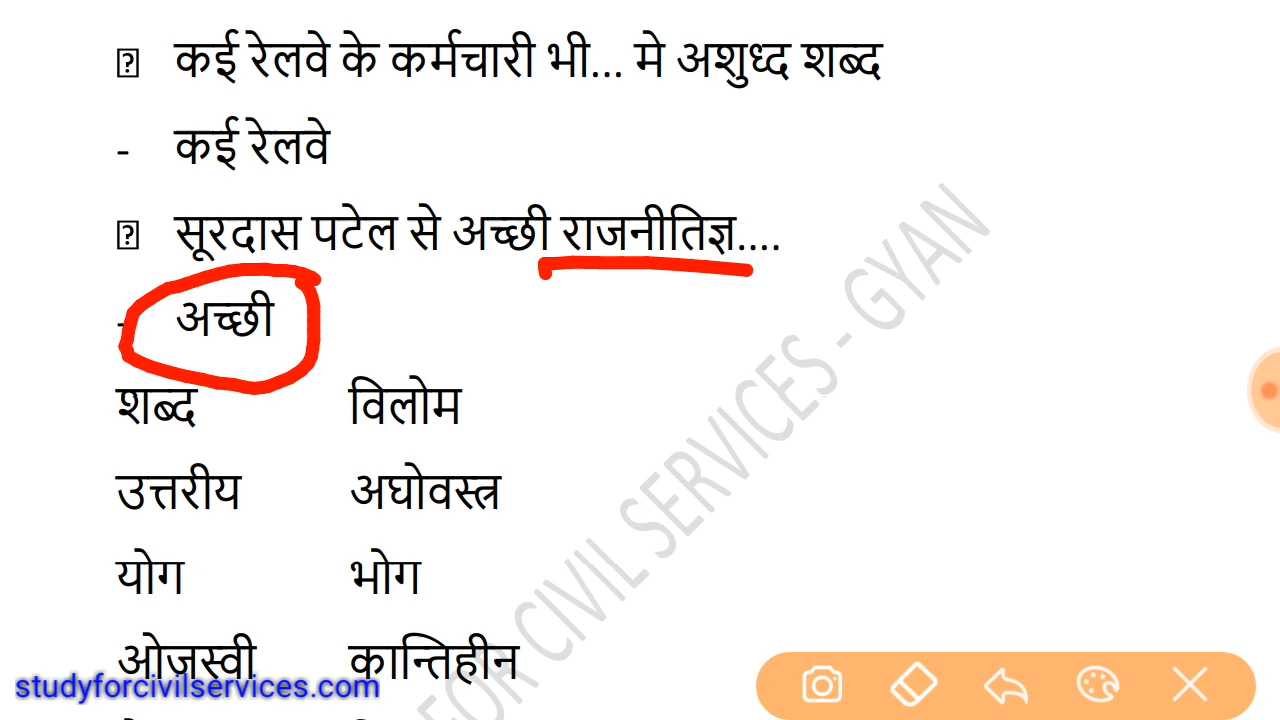 कई रेलवे के कर्मचारी भी... मे अशुध्द शब्द
- कई रेलवे
सूरदास पटेल से अच्छी राजनीतिज्ञ....
- अच्छी
शब्द विलोम
उत्तरीय अघोवस्त्र
योग भोग
ओजस्वी कान्तिहीन
studyforcivilservices.com
FOR CIVIL SERVICES - GYAN